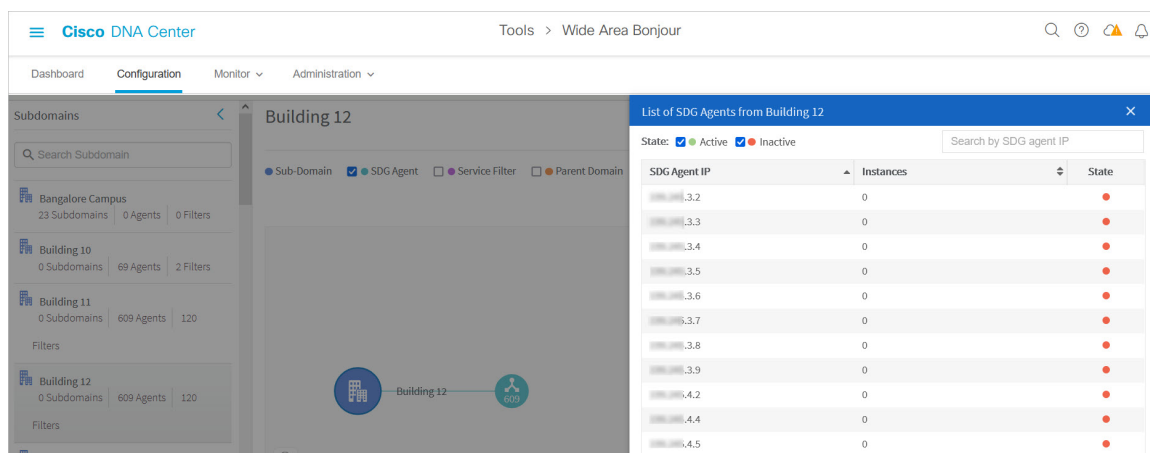 Cisco DNA Center
Tools > Wide Area Bonjour
Dashboard Configuration Monitor Administration
Subdomains
Search Subdomain
Bangalore Campus
23 Subdomains 0 Agents 0 Filters
Building 10
0 Subdomains 69 Agents 2 Filters
Building 11
0 Subdomains 609 Agents 120
Filters
Building 12
0 Subdomains 609 Agents 120
Filters
Building 12
Sub-Domain SDG Agent Service Filter Parent Domain
Building 12
609
List of SDG Agents from Building 12
State: Active Inactive
Search by SDG agent IP
SDG Agent IP Instances State
.3.2 0
.3.3 0
.3.4 0
.3.5 0
.3.6 0
.3.7 0
.3.8 0
.3.9 0
.4.2 0
.4.4 0
.4.5 0